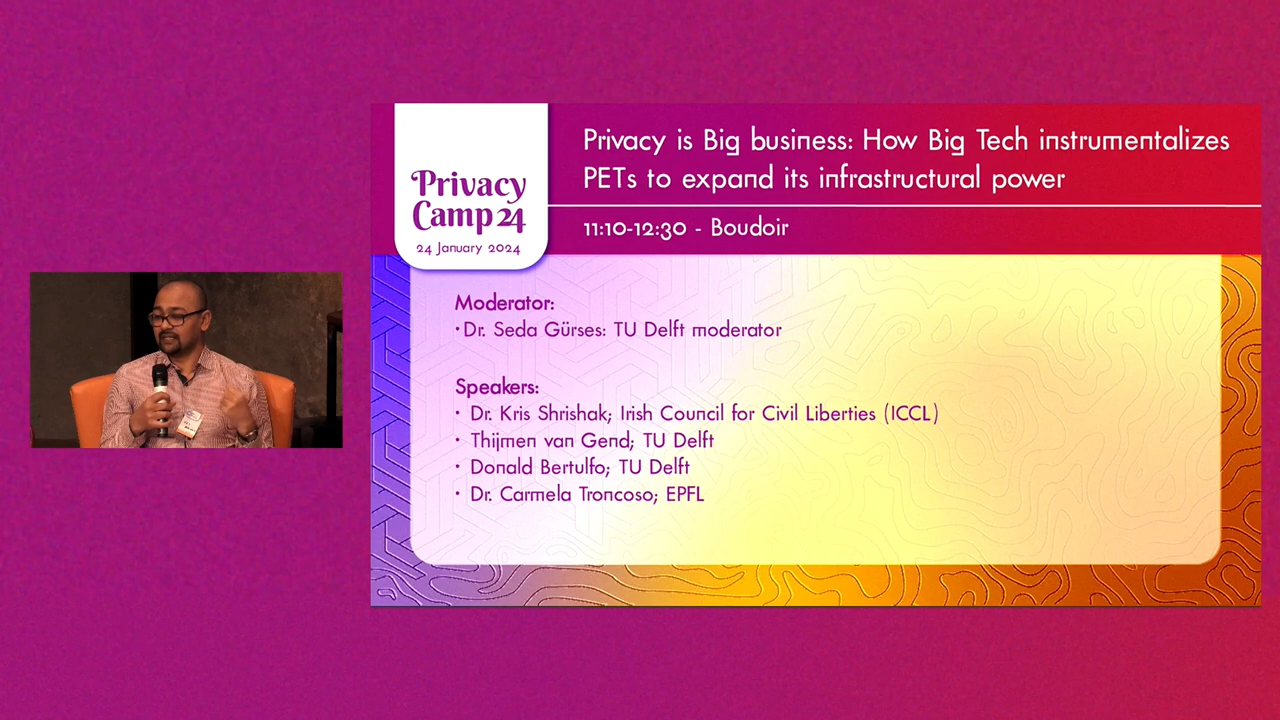 Privacy is Big business: How Big Tech instrumentalizes
PETs to expand its infrastructural power
Privacy
Camp 24
24 January 2024
11:10-12:30 - Boudoir
Moderator:
• Dr. Seda Gürses: TU Delft moderator
Speakers:
• Dr. Kris Shrishak; Irish Council for Civil Liberties (ICCL)
• Thijmen van Gend; TU Delft
• Donald Bertulfo; TU Delft
• Dr. Carmela Troncoso; EPFL